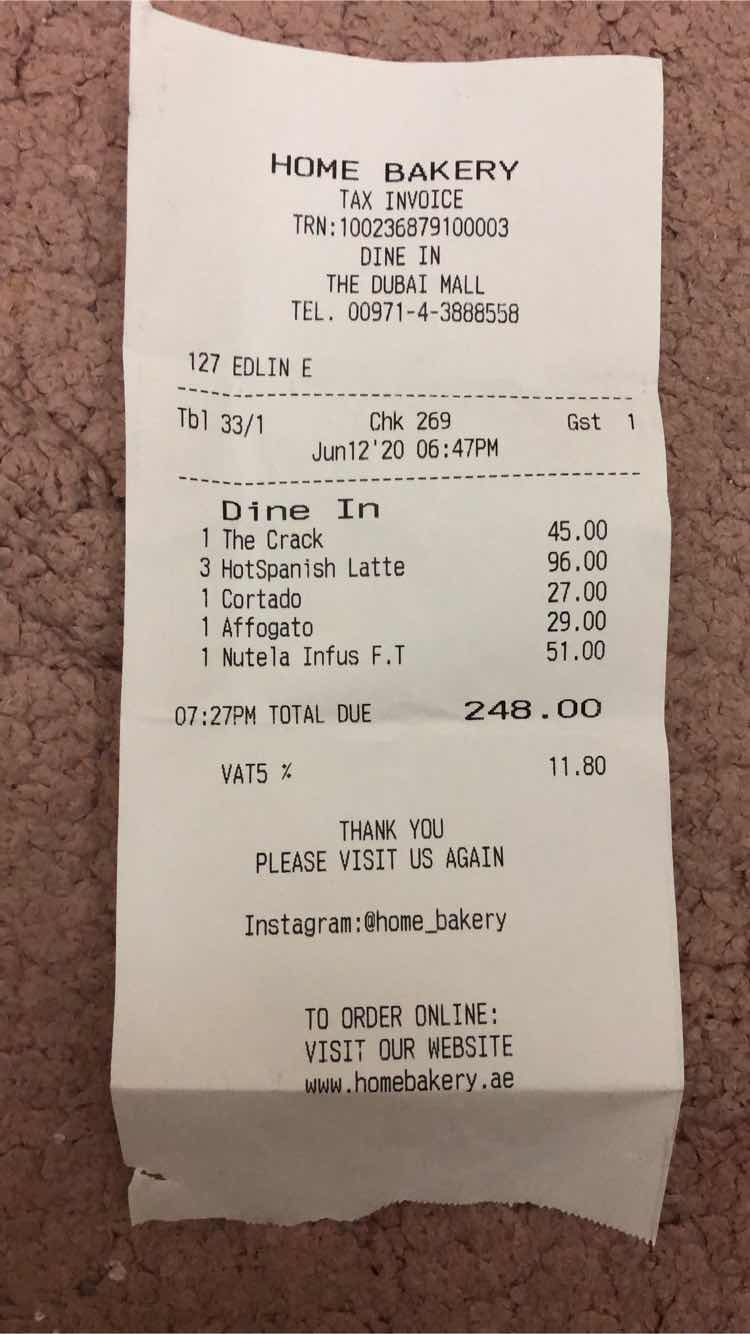 HOME BAKERY
TAX INVOICE
TRN:100236879100003
DINE IN
THE DUBAI MALL
TEL. 00971-4-3888558
127 EDLIN E
Tbl 33/1 Chk 269 Gst 1
Jun12'20 06:47PM
Dine In
1 The Crack 45.00
3 HotSpanish Latte 96.00
1 Cortado 27.00
1 Affogato 29.00
1 Nutela Infus F.T 51.00
07:27PM TOTAL DUE 248.00
VAT5 % 11.80
THANK YOU
PLEASE VISIT US AGAIN
Instagram:@home_bakery
TO ORDER ONLINE:
VISIT OUR WEBSITE
www.homebakery.ae